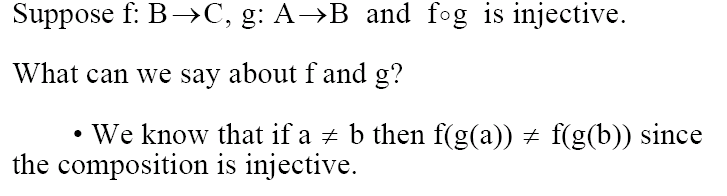 Suppose f: B→C, g: A→B and f∘g is injective.
What can we say about f and g?
• We know that if a ≠ b then f(g(a)) ≠ f(g(b)) since
the composition is injective.